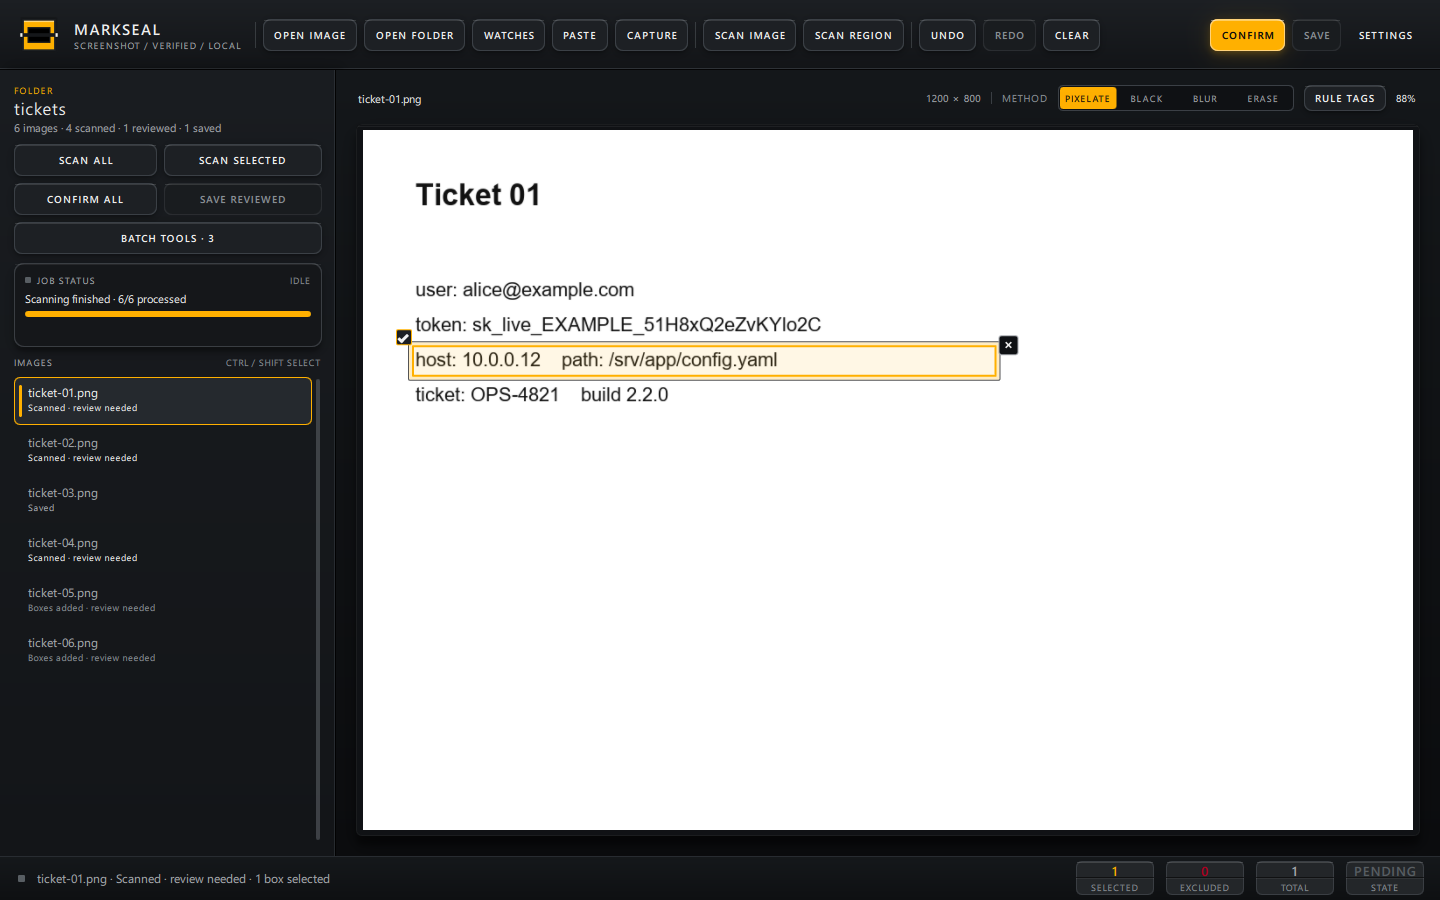 MARKSEAL
SCREENSHOT / VERIFIED / LOCAL
OPEN IMAGE
OPEN FOLDER
WATCHES
PASTE
CAPTURE
SCAN IMAGE
SCAN REGION
UNDO
REDO
CLEAR
CONFIRM
SAVE
SETTINGS
FOLDER
tickets
6 images · 4 scanned · 1 reviewed · 1 saved
SCAN ALL
SCAN SELECTED
CONFIRM ALL
SAVE REVIEWED
BATCH TOOLS · 3
JOB STATUS
IDLE
Scanning finished · 6/6 processed
IMAGES
CTRL / SHIFT SELECT
ticket-01.png
Scanned · review needed
ticket-02.png
Scanned · review needed
ticket-03.png
Saved
ticket-04.png
Scanned · review needed
ticket-05.png
Boxes added · review needed
ticket-06.png
Boxes added · review needed
ticket-01.png
1200 × 800
METHOD
PIXELATE
BLACK
BLUR
ERASE
RULE TAGS
88%
Ticket 01
user: alice@example.com
token: sk_live_EXAMPLE_51H8xQ2eZvKYlo2C
host: 10.0.0.12 path: /srv/app/config.yaml
ticket: OPS-4821 build 2.2.0
ticket-01.png · Scanned · review needed · 1 box selected
1
SELECTED
0
EXCLUDED
1
TOTAL
PENDING
STATE